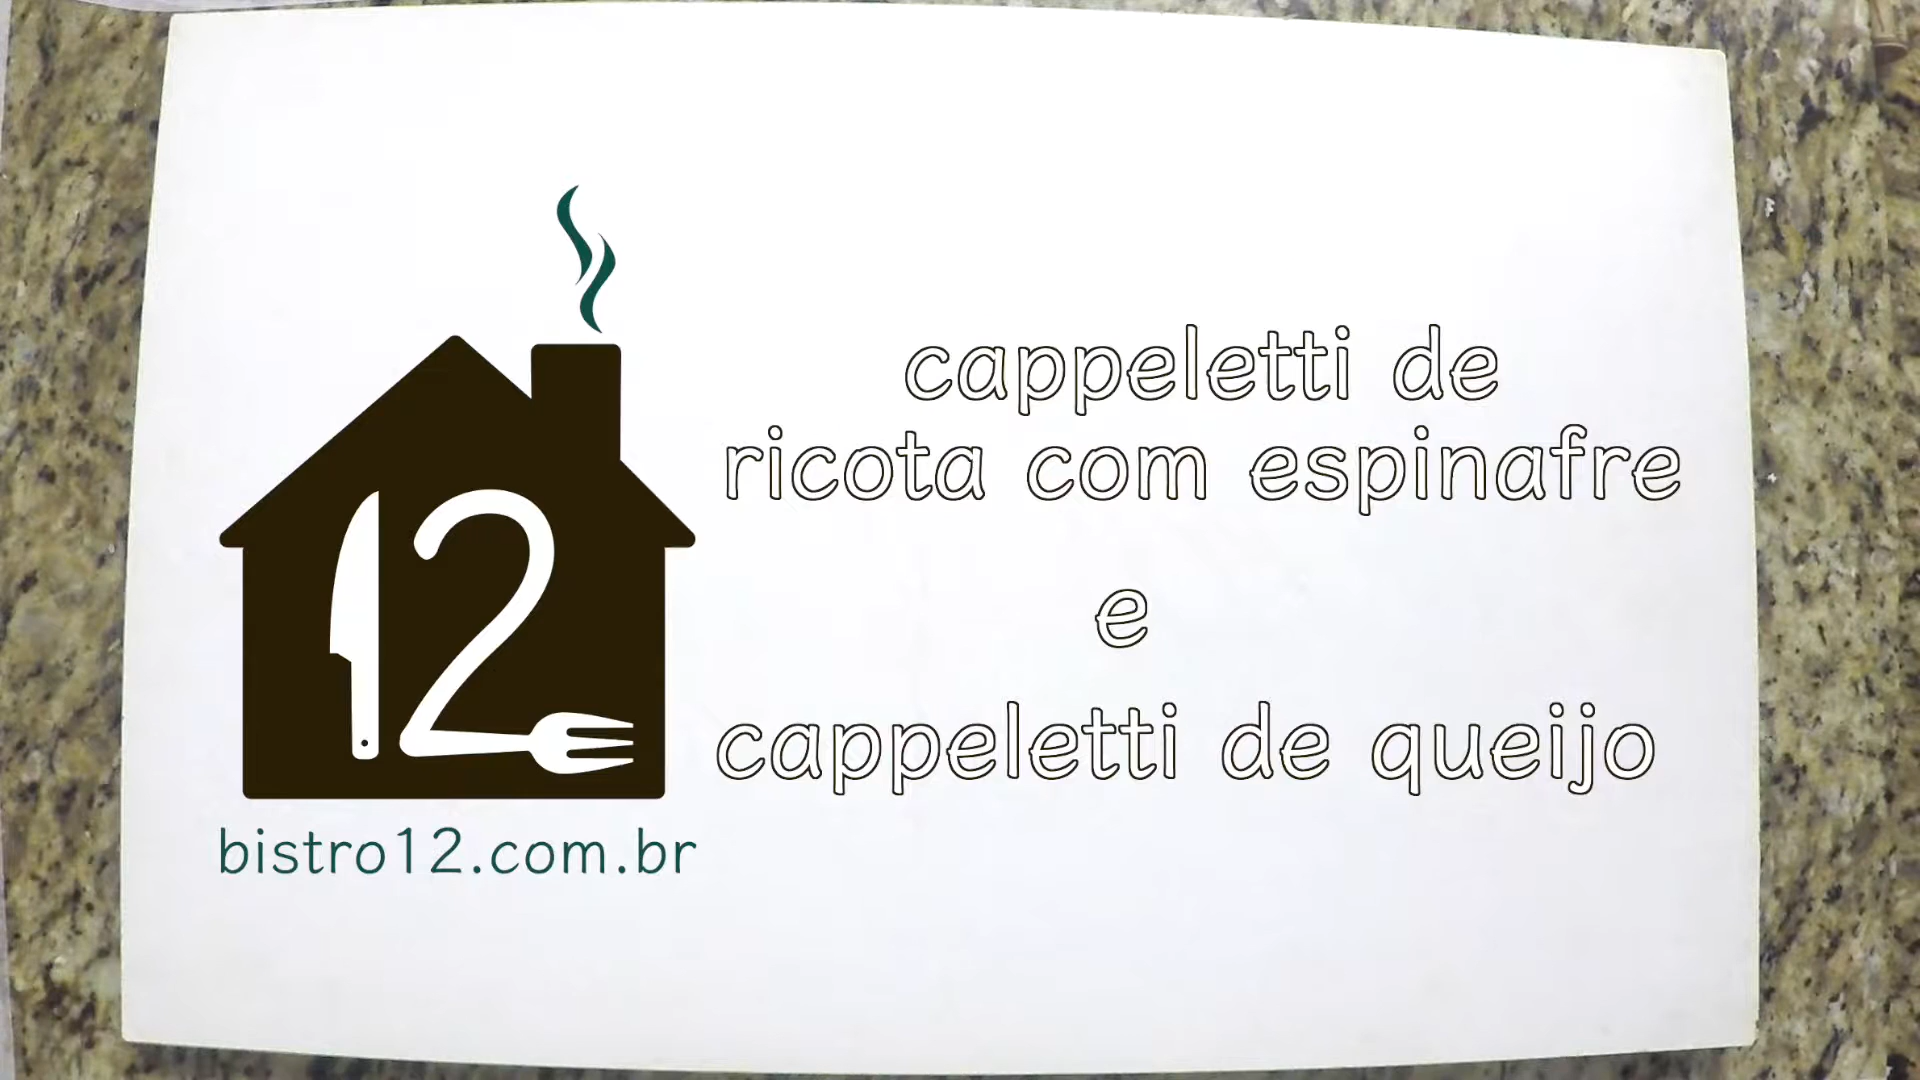 cappeletti de
ricota com espinafre
e
cappeletti de queijo
12
bistro12.com.br